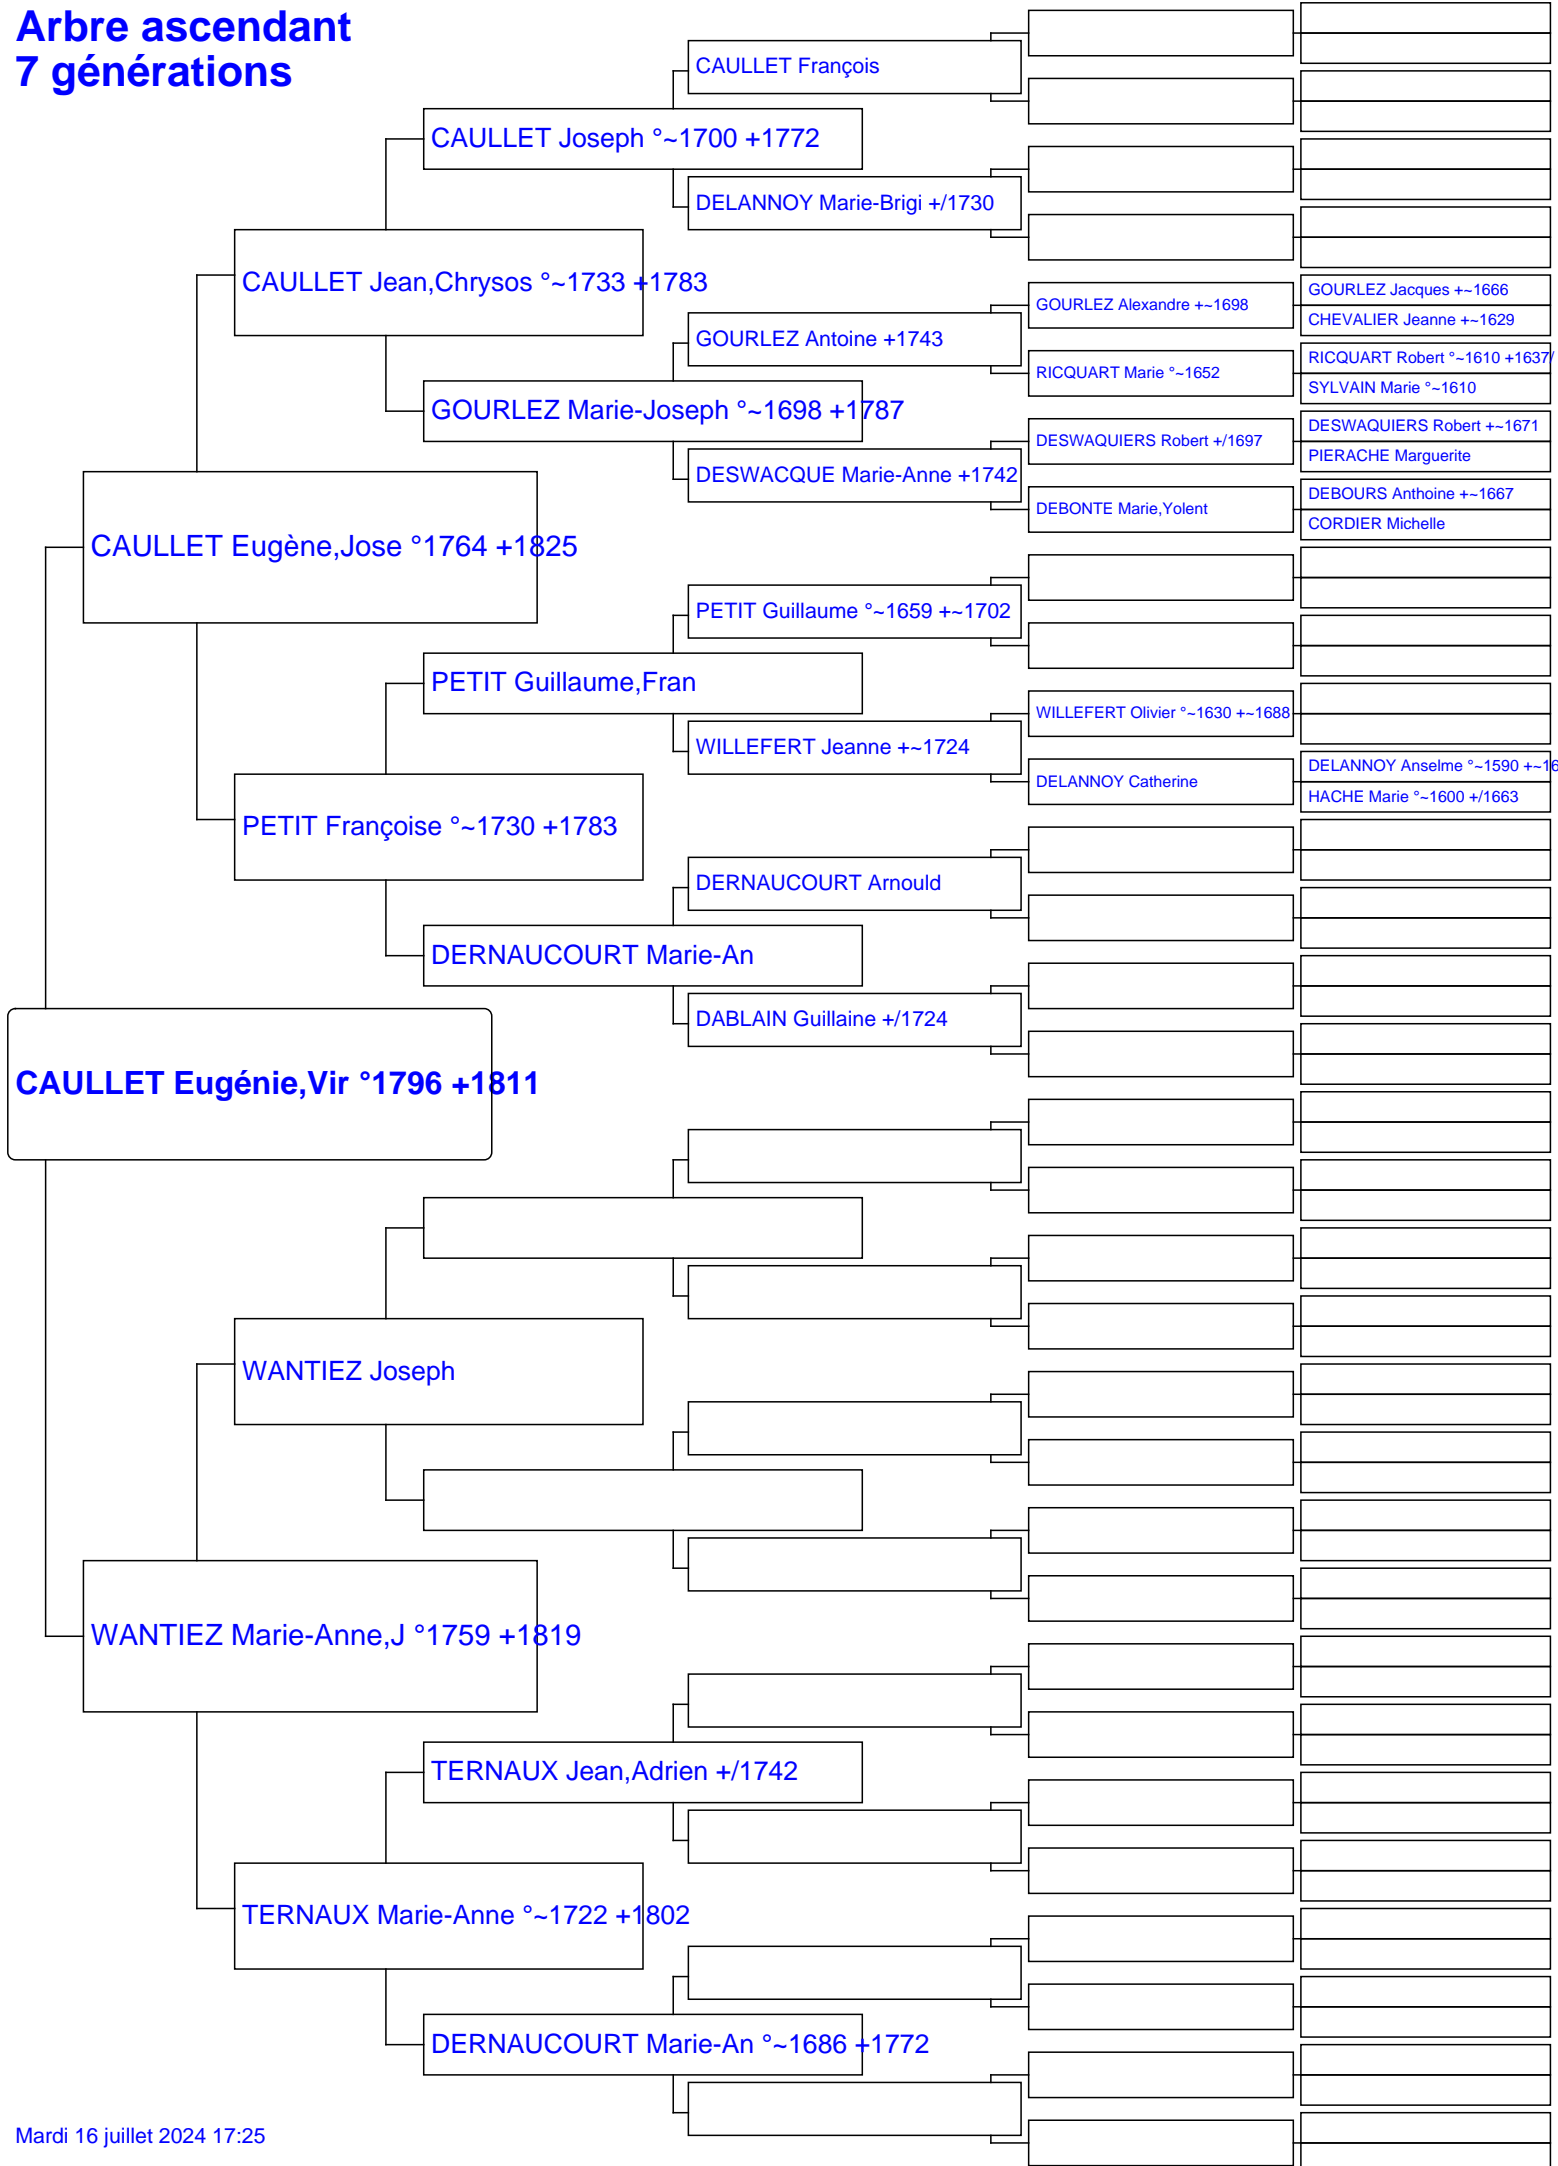 Arbre ascendant
7 générations
CAULLET François
CAULLET Joseph °~1700 +1772
DELANNOY Marie-Brigi +/1730
CAULLET Jean,Chrysos °~1733 +1783
GOURLEZ Jacques +~1666
GOURLEZ Alexandre +~1698
CHEVALIER Jeanne +~1629
GOURLEZ Antoine +1743
RICQUART Robert °~1610 +1637/
RICQUART Marie °~1652
SYLVAIN Marie °~1610
GOURLEZ Marie-Joseph °~1698 +1787
DESWAQUIERS Robert +~1671
DESWAQUIERS Robert +/1697
PIERACHE Marguerite
DESWACQUE Marie-Anne +1742
DEBOURS Anthoine +~1667
DEBONTE Marie,Yolent
CORDIER Michelle
CAULLET Eugène,Jose °1764 +1825
PETIT Guillaume °~1659 +~1702
PETIT Guillaume,Fran
WILLEFERT Olivier °~1630 +~1688
WILLEFERT Jeanne +~1724
DELANNOY Anselme °~1590 +~16
DELANNOY Catherine
HACHE Marie °~1600 +/1663
PETIT Françoise °~1730 +1783
DERNAUCOURT Arnould
DERNAUCOURT Marie-An
DABLAIN Guillaine +/1724
CAULLET Eugénie,Vir °1796 +1811
WANTIEZ Joseph
WANTIEZ Marie-Anne,J °1759 +1819
TERNAUX Jean,Adrien +/1742
TERNAUX Marie-Anne °~1722 +1802
DERNAUCOURT Marie-An °~1686 +1772
Mardi 16 juillet 2024 17:25